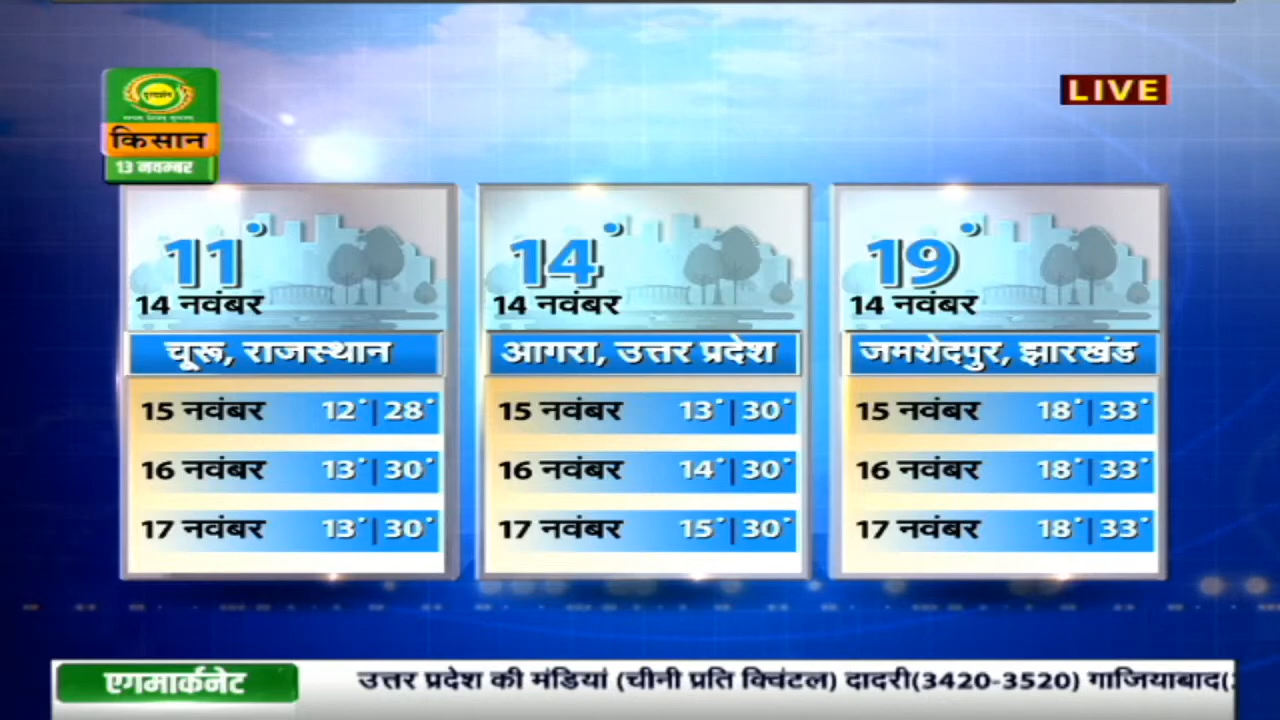 LIVE
दूरदर्शन
किसान
13 नवम्बर
11°
14 नवंबर
चूरू, राजस्थान
15 नवंबर 12° | 28°
16 नवंबर 13° | 30°
17 नवंबर 13° | 30°
14°
14 नवंबर
आगरा, उत्तर प्रदेश
15 नवंबर 13° | 30°
16 नवंबर 14° | 30°
17 नवंबर 15° | 30°
19°
14 नवंबर
जमशेदपुर, झारखंड
15 नवंबर 18° | 33°
16 नवंबर 18° | 33°
17 नवंबर 18° | 33°
एगमार्कनेट उत्तर प्रदेश की मंडियां (चीनी प्रति क्विंटल) दादरी(3420-3520) गाजियाबाद(